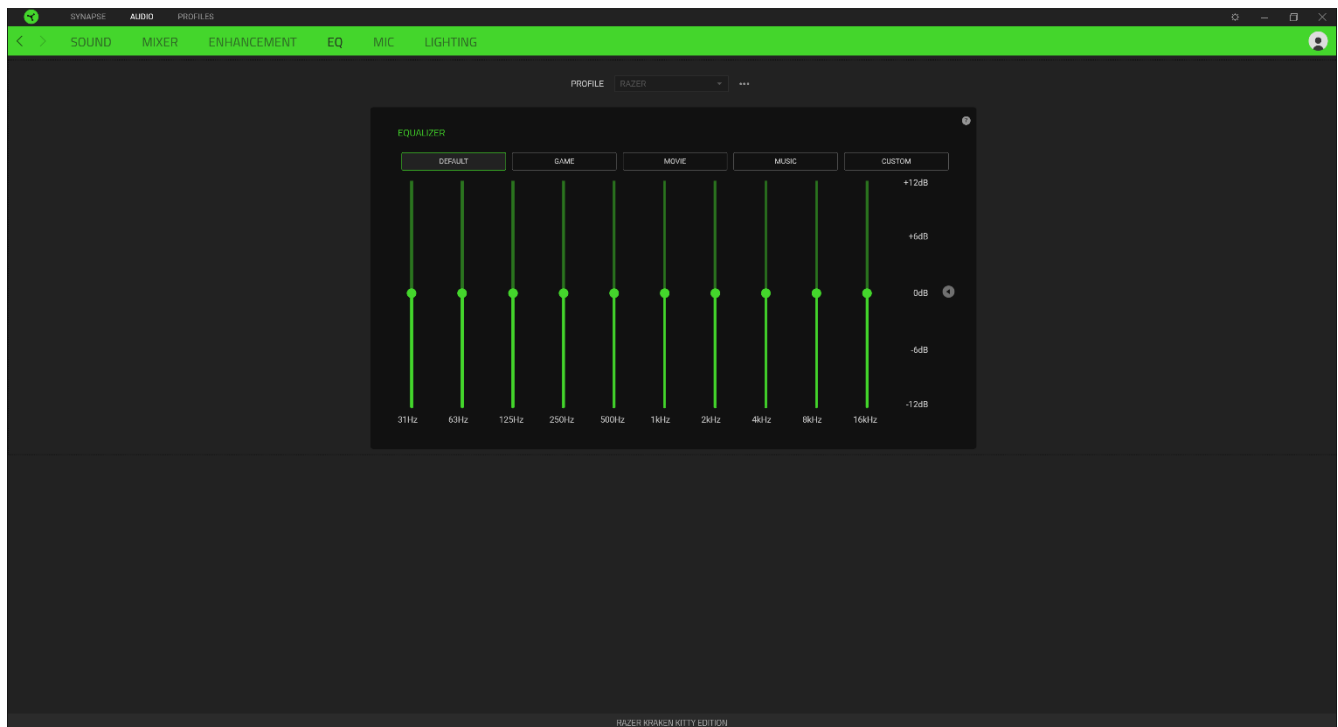 SYNAPSE AUDIO PROFILES
SOUND MIXER ENHANCEMENT EQ MIC LIGHTING
PROFILE RAZER
EQUALIZER
DEFAULT GAME MOVIE MUSIC CUSTOM
+12dB
+6dB
0dB
-6dB
-12dB
31Hz 63Hz 125Hz 250Hz 500Hz 1kHz 2kHz 4kHz 8kHz 16kHz
RAZER KRAKEN KITTY EDITION